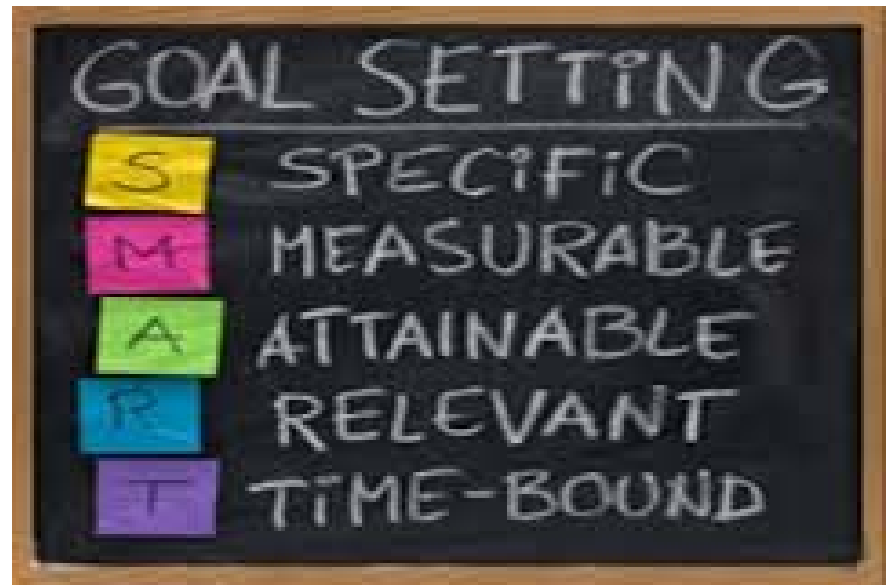 GOAL SETTiNG
S SPECiFiC
M MEASURABLE
A ATTAINABLE
R RELEVANT
T TiME-BOUND